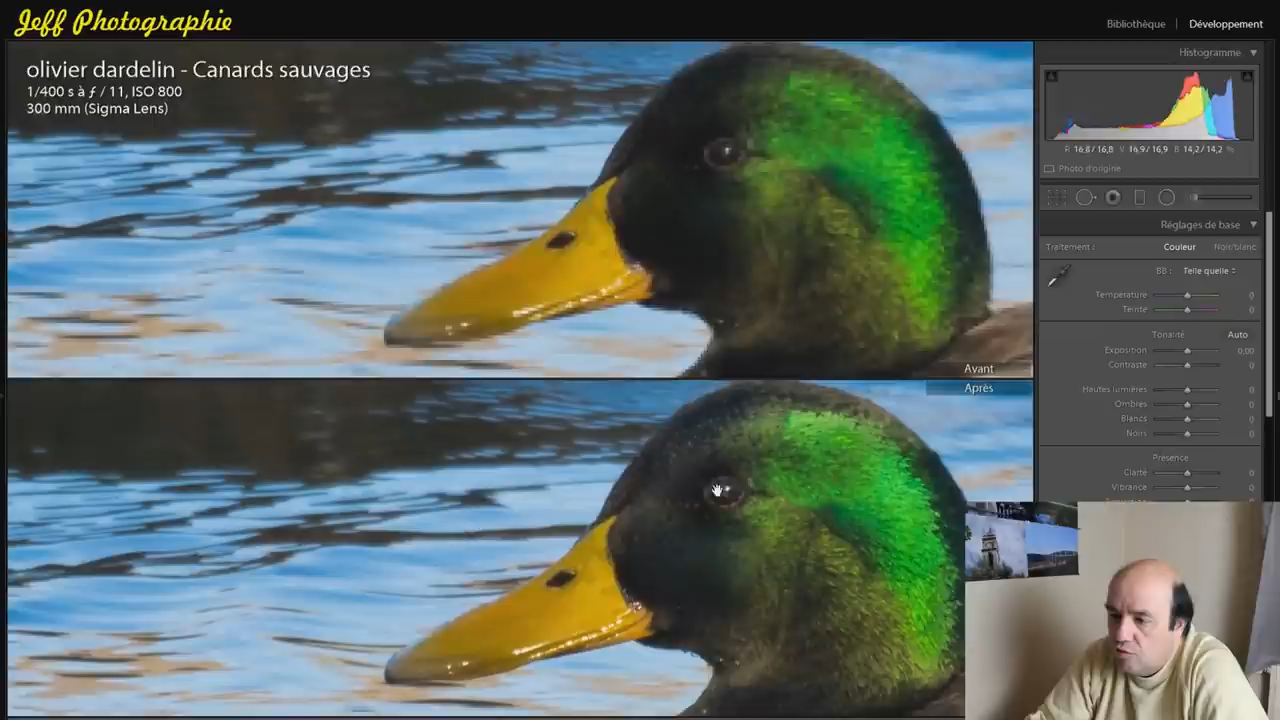 Jeff Photographie
Bibliothèque | Développement
Histogramme
olivier dardelin - Canards sauvages
1/400 s à ƒ / 11, ISO 800
300 mm (Sigma Lens)
R 16,8 / 16,8 V 16,9 / 16,9 B 14,2 / 14,2 %
Photo d'origine
Réglages de base
Traitement : Couleur Noir/blanc
BB : Telle quelle
Température 0
Teinte 0
Tonalité Auto
Exposition 0,00
Contraste 0
Avant
Après
Hautes lumières 0
Ombres 0
Blancs 0
Noirs 0
Présence
Clarté 0
Vibrance 0